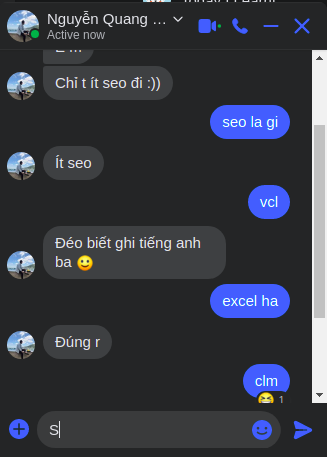 Nguyễn Quang ...
Active now
Chỉ t ít seo đi :))
seo la gi
Ít seo
vcl
Đéo biết ghi tiếng anh
ba 🙂
excel ha
Đúng r
clm
😭 1
S